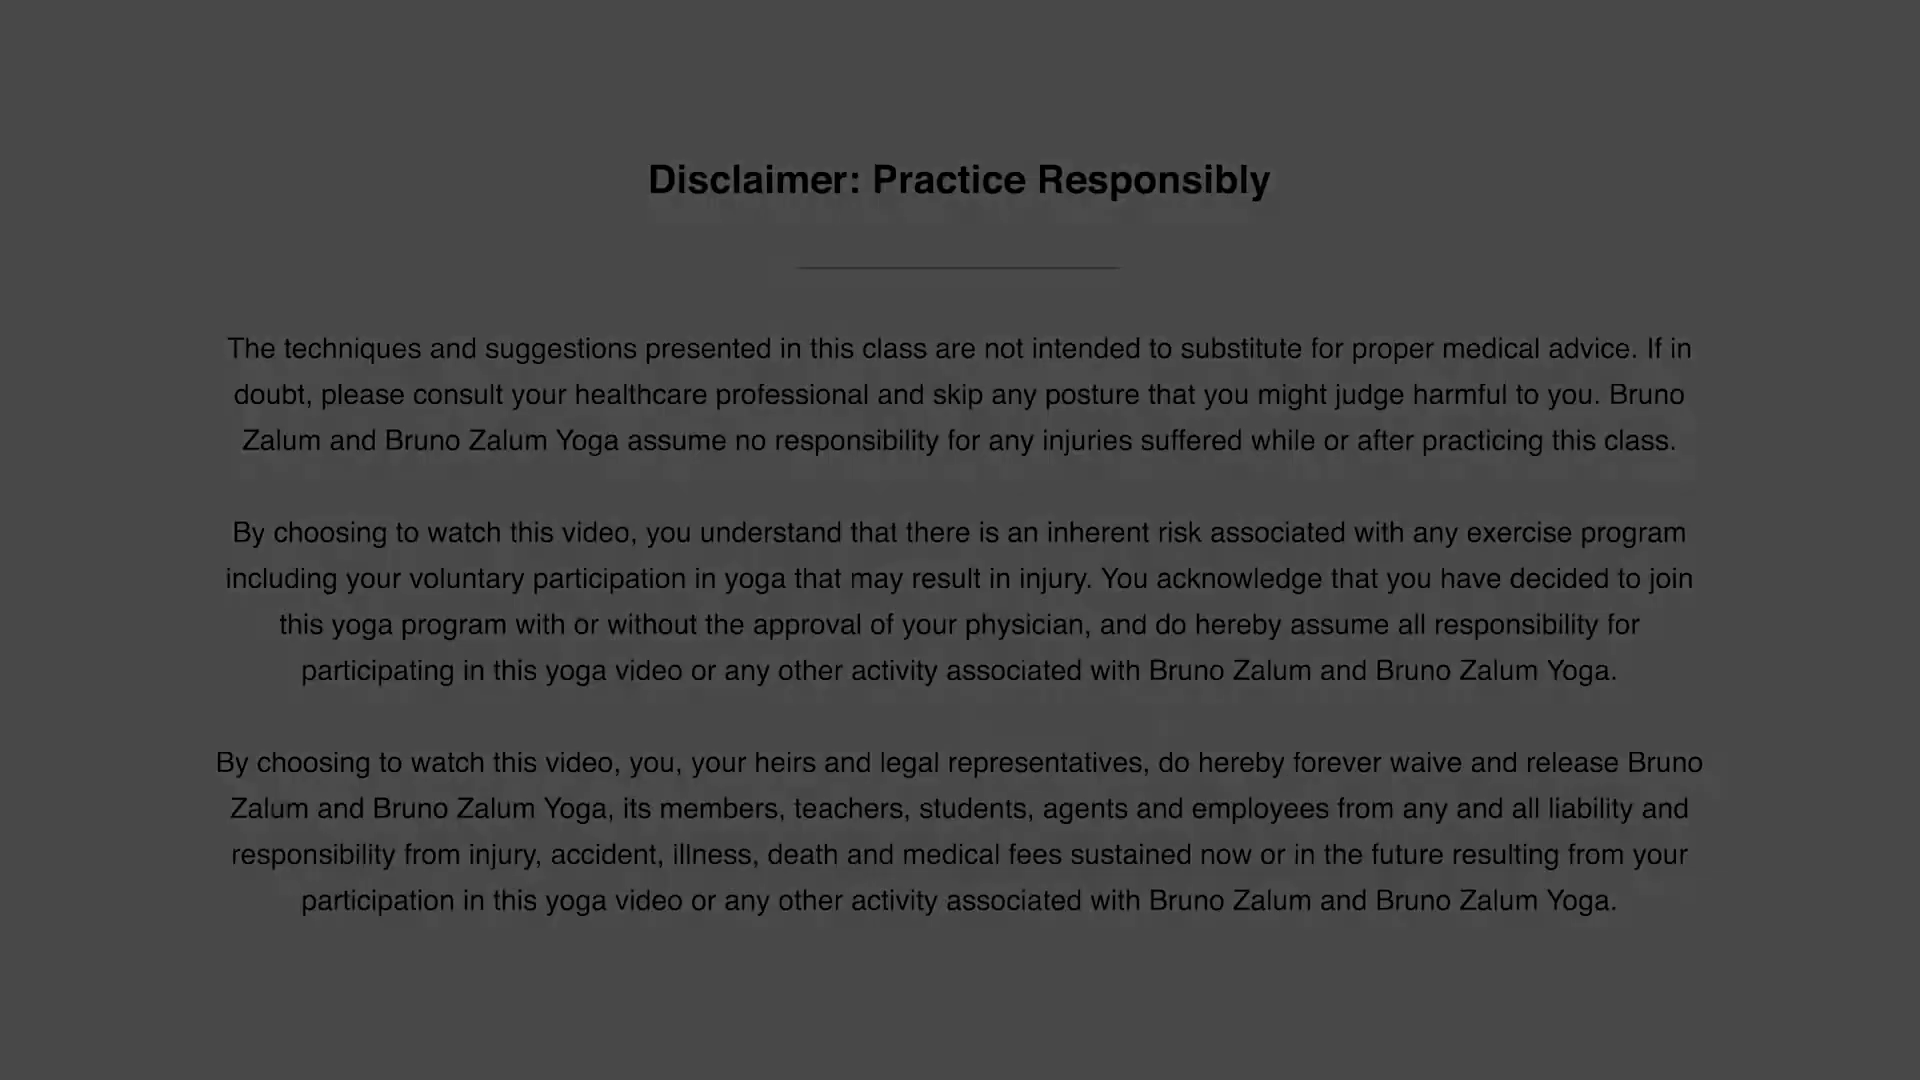 Disclaimer: Practice Responsibly
The techniques and suggestions presented in this class are not intended to substitute for proper medical advice. If in
doubt, please consult your healthcare professional and skip any posture that you might judge harmful to you. Bruno
Zalum and Bruno Zalum Yoga assume no responsibility for any injuries suffered while or after practicing this class.
By choosing to watch this video, you understand that there is an inherent risk associated with any exercise program
including your voluntary participation in yoga that may result in injury. You acknowledge that you have decided to join
this yoga program with or without the approval of your physician, and do hereby assume all responsibility for
participating in this yoga video or any other activity associated with Bruno Zalum and Bruno Zalum Yoga.
By choosing to watch this video, you, your heirs and legal representatives, do hereby forever waive and release Bruno
Zalum and Bruno Zalum Yoga, its members, teachers, students, agents and employees from any and all liability and
responsibility from injury, accident, illness, death and medical fees sustained now or in the future resulting from your
participation in this yoga video or any other activity associated with Bruno Zalum and Bruno Zalum Yoga.